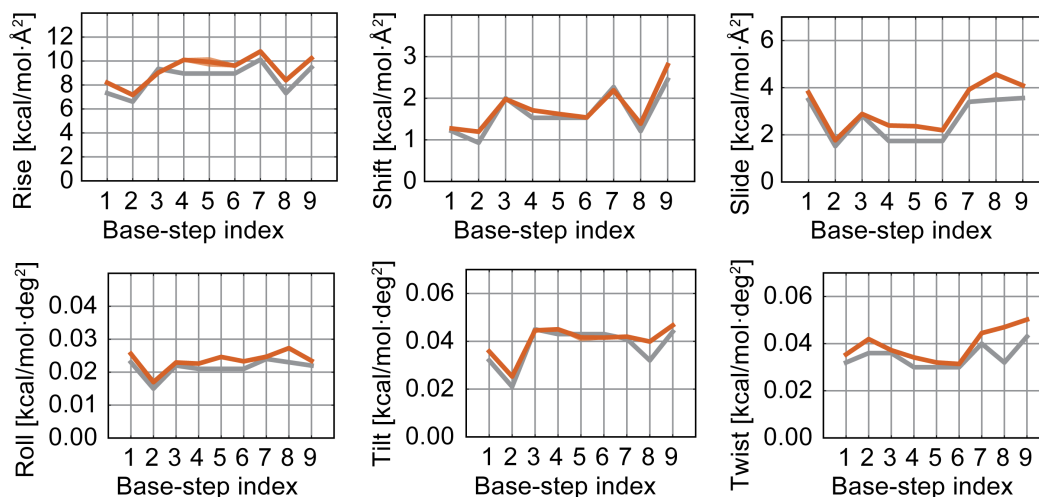 Rise [kcal/mol·Å²]
12
10
8
6
4
2
0
1 2 3 4 5 6 7 8 9
Base-step index
Shift [kcal/mol·Å²]
3
2
1
0
1 2 3 4 5 6 7 8 9
Base-step index
Slide [kcal/mol·Å²]
6
4
2
0
1 2 3 4 5 6 7 8 9
Base-step index
Roll [kcal/mol·deg²]
0.04
0.03
0.02
0.01
0.00
1 2 3 4 5 6 7 8 9
Base-step index
Tilt [kcal/mol·deg²]
0.06
0.04
0.02
0.00
1 2 3 4 5 6 7 8 9
Base-step index
Twist [kcal/mol·deg²]
0.06
0.04
0.02
0.00
1 2 3 4 5 6 7 8 9
Base-step index